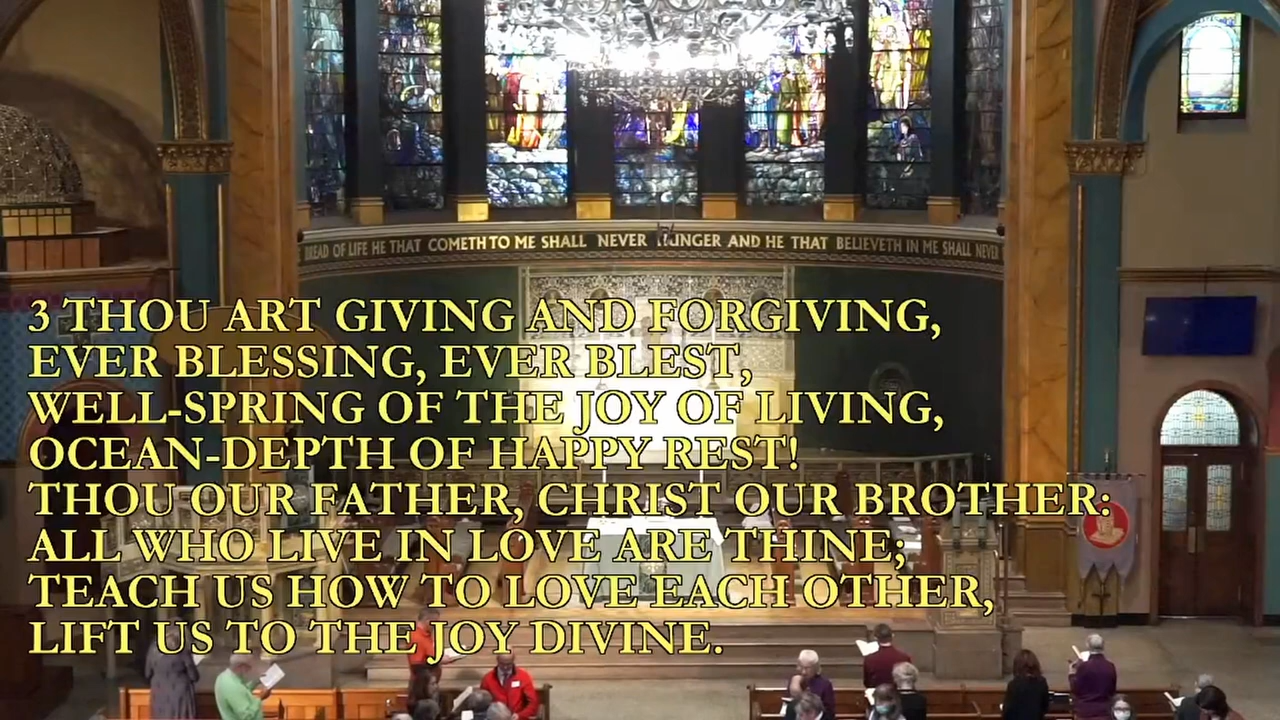 BREAD OF LIFE HE THAT COMETH TO ME SHALL NEVER HUNGER AND HE THAT BELIEVETH IN ME SHALL NEVER
3 THOU ART GIVING AND FORGIVING,
EVER BLESSING, EVER BLEST,
WELL-SPRING OF THE JOY OF LIVING,
OCEAN-DEPTH OF HAPPY REST!
THOU OUR FATHER, CHRIST OUR BROTHER:
ALL WHO LIVE IN LOVE ARE THINE;
TEACH US HOW TO LOVE EACH OTHER,
LIFT US TO THE JOY DIVINE.